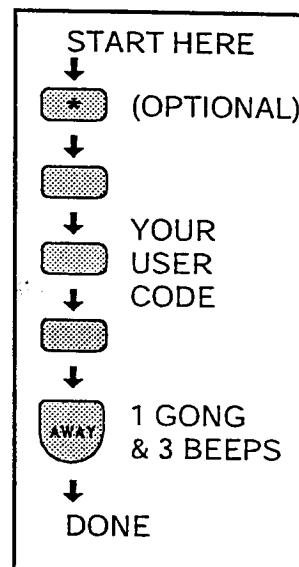 START HERE
* (OPTIONAL)
YOUR
USER
CODE
AWAY
1 GONG
& 3 BEEPS
DONE